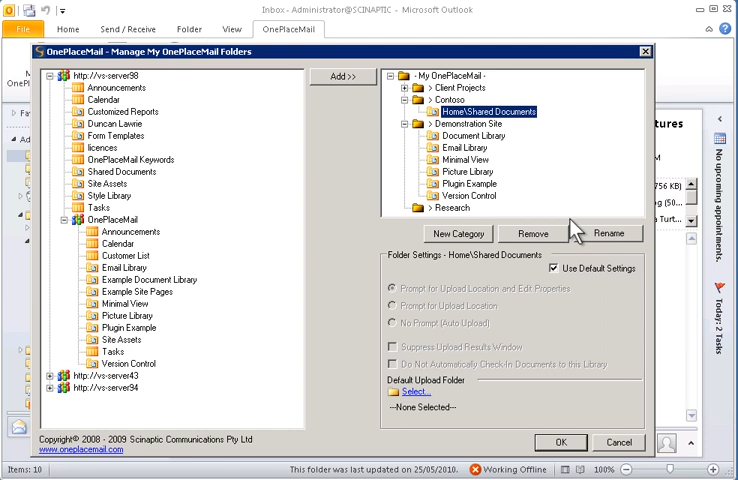 Inbox - Administrator@SCINAPTIC - Microsoft Outlook
File Home Send / Receive Folder View OnePlaceMail
OnePlaceMail - Manage My OnePlaceMail Folders
http://vs-server98
Announcements
Calendar
Customized Reports
Duncan Lawrie
Form Templates
licences
OnePlaceMail Keywords
Shared Documents
Site Assets
Style Library
Tasks
OnePlaceMail
Announcements
Calendar
Customer List
Email Library
Example Document Library
Example Site Pages
Minimal View
Picture Library
Plugin Example
Site Assets
Tasks
Version Control
http://vs-server43
http://vs-server94
Add >>
- My OnePlaceMail -
> Client Projects
> Contoso
Home\Shared Documents
> Demonstration Site
Document Library
Email Library
Minimal View
Picture Library
Plugin Example
Version Control
> Research
New Category Remove Rename
Folder Settings - Home\Shared Documents
Use Default Settings
Prompt for Upload Location and Edit Properties
Prompt for Upload Location
No Prompt (Auto Upload)
Suppress Upload Results Window
Do Not Automatically Check-In Documents to this Library
Default Upload Folder
Select...
---None Selected---
OK Cancel
Copyright© 2008 - 2009 Scinaptic Communications Pty Ltd
www.oneplacemail.com
No upcoming appointments.
Today: 2 Tasks
Items: 10
This folder was last updated on 25/05/2010.
Working Offline
100%